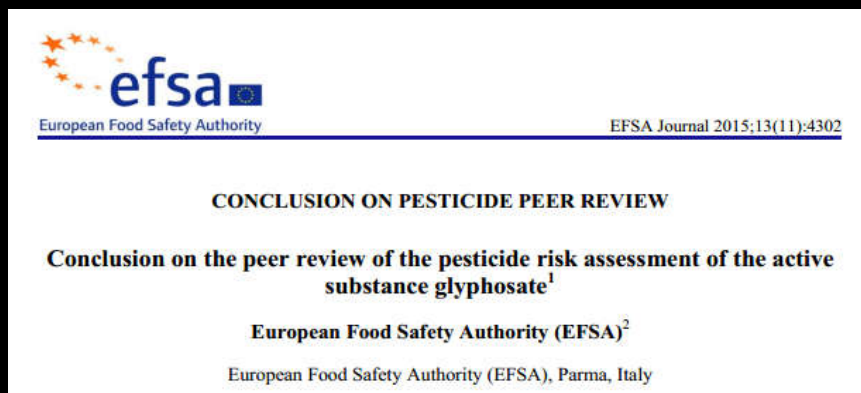 efsa
European Food Safety Authority
EFSA Journal 2015;13(11):4302
CONCLUSION ON PESTICIDE PEER REVIEW
Conclusion on the peer review of the pesticide risk assessment of the active
substance glyphosate¹
European Food Safety Authority (EFSA)²
European Food Safety Authority (EFSA), Parma, Italy